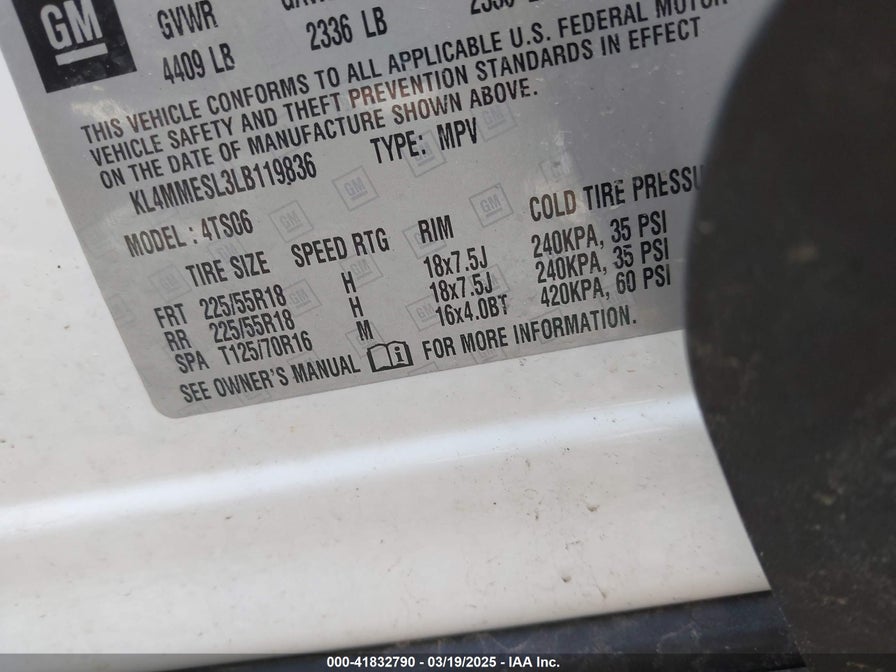 GM
GVWR
4409 LB 2336 LB
THIS VEHICLE CONFORMS TO ALL APPLICABLE U.S. FEDERAL MOTOR
VEHICLE SAFETY AND THEFT PREVENTION STANDARDS IN EFFECT
ON THE DATE OF MANUFACTURE SHOWN ABOVE.
KL4MMESL3LB119836 TYPE: MPV
MODEL : 4TS06
TIRE SIZE SPEED RTG RIM COLD TIRE PRESSU
FRT 225/55R18 H 18x7.5J 240KPA, 35 PSI
RR 225/55R18 H 18x7.5J 240KPA, 35 PSI
SPA T125/70R16 M 16x4.0BT 420KPA, 60 PSI
SEE OWNER'S MANUAL FOR MORE INFORMATION.
000-41832790 - 03/19/2025 - IAA Inc.